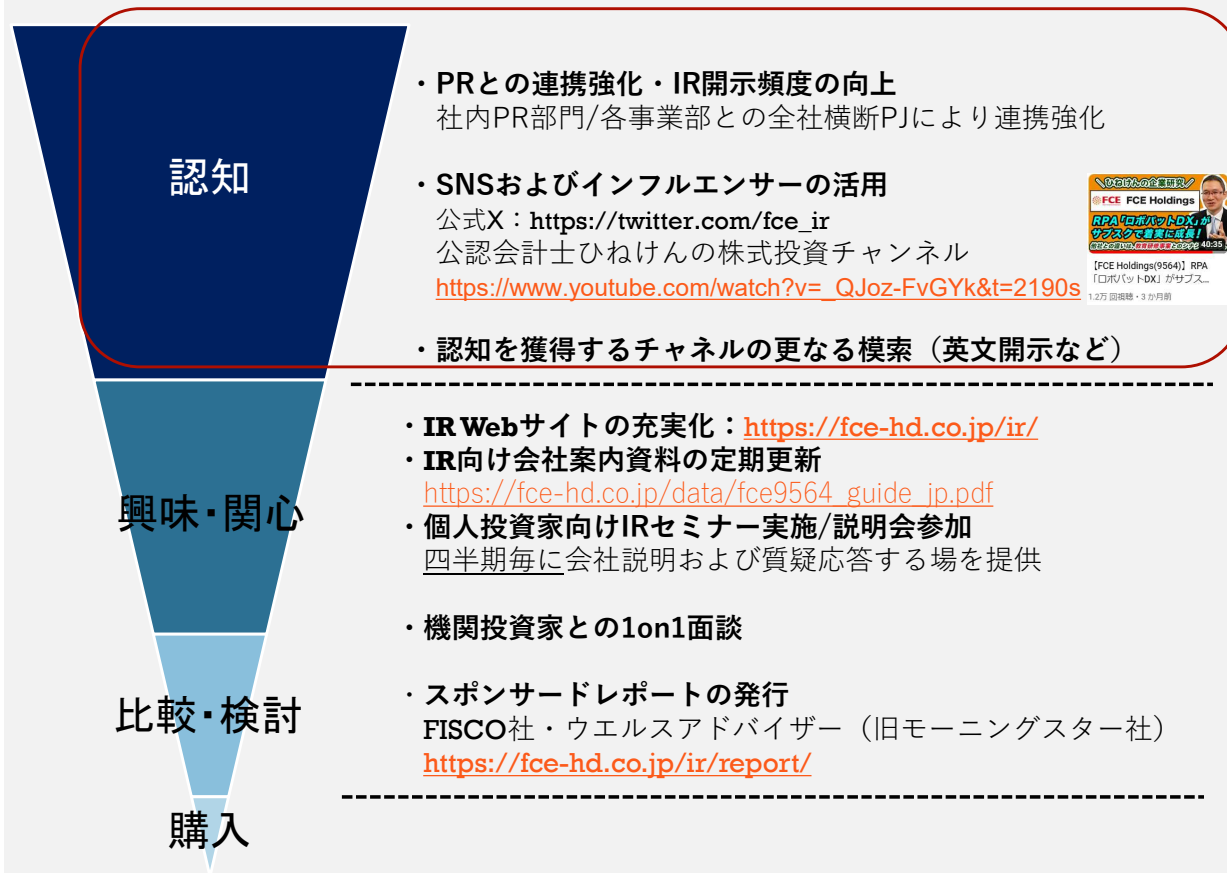 認知
・PRとの連携強化・IR開示頻度の向上
社内PR部門/各事業部との全社横断PJにより連携強化
・SNSおよびインフルエンサーの活用
公式X：https://twitter.com/fce_ir
公認会計士ひねけんの株式投資チャンネル
https://www.youtube.com/watch?v=_QJoz-FvGYk&t=2190s
＼ひねけんの企業研究／
FCE FCE Holdings
RPA「ロボパットDX」が
サブスクで着実に成長！
40:35
【FCE Holdings(9564)】RPA
「ロボパットDX」がサブス...
1.2万 回視聴・3 か月前
・認知を獲得するチャネルの更なる模索（英文開示など）
興味・関心
・IR Webサイトの充実化：https://fce-hd.co.jp/ir/
・IR向け会社案内資料の定期更新
https://fce-hd.co.jp/data/fce9564_guide_jp.pdf
・個人投資家向けIRセミナー実施/説明会参加
四半期毎に会社説明および質疑応答する場を提供
・機関投資家との1on1面談
比較・検討
・スポンサードレポートの発行
FISCO社・ウエルスアドバイザー（旧モーニングスター社）
https://fce-hd.co.jp/ir/report/
購入